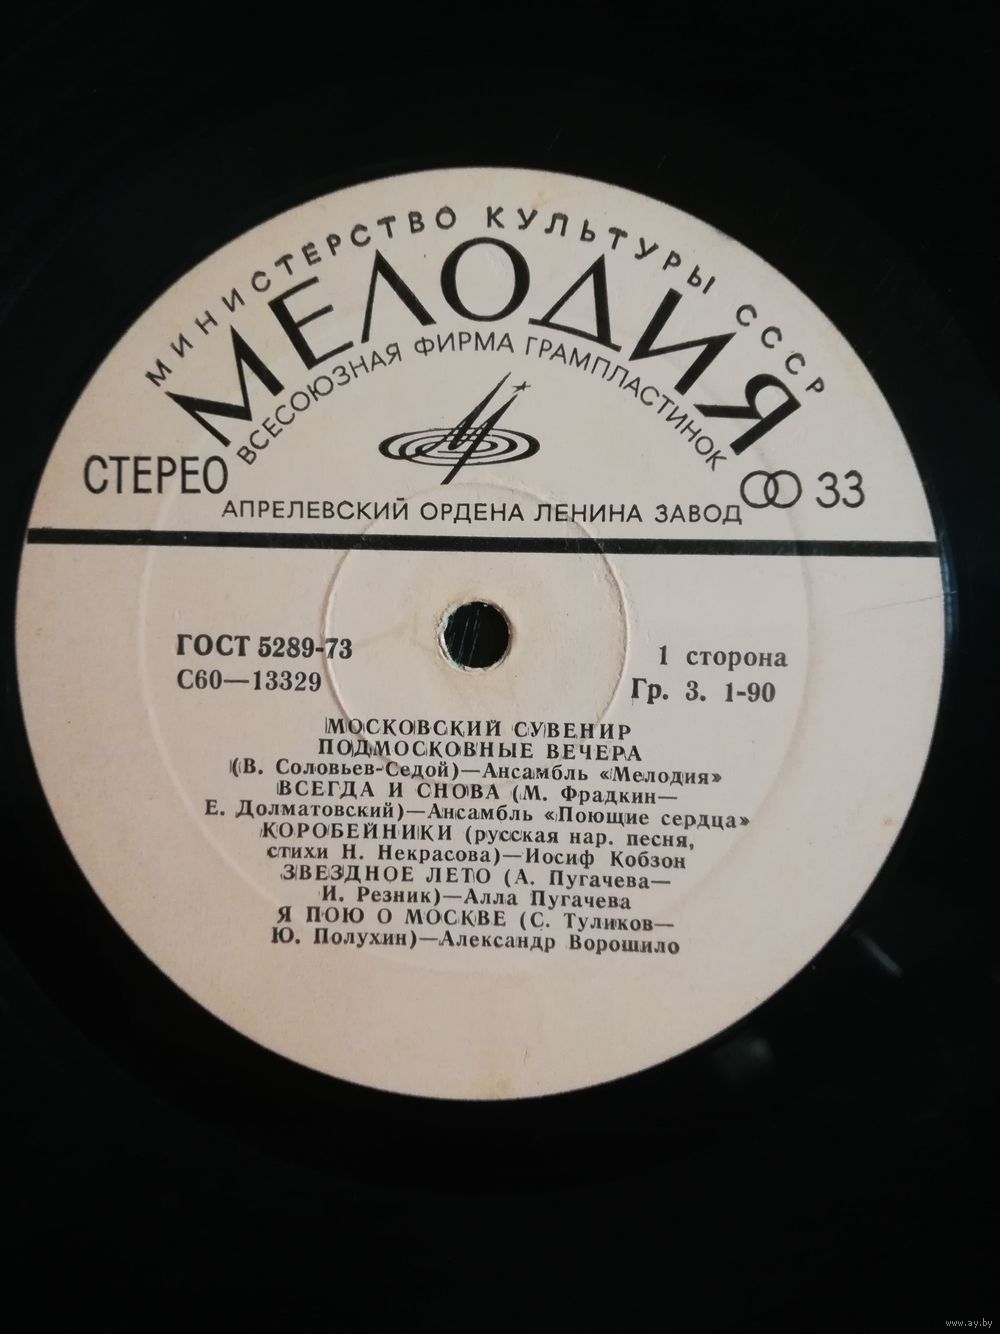 МИНИСТЕРСТВО КУЛЬТУРЫ СССР
МЕЛОДИЯ
ВСЕСОЮЗНАЯ ФИРМА ГРАМПЛАСТИНОК
СТЕРЕО
33
АПРЕЛЕВСКИЙ ОРДЕНА ЛЕНИНА ЗАВОД
ГОСТ 5289-73
С60—13329
1 сторона
Гр. 3. 1-90
МОСКОВСКИЙ СУВЕНИР
ПОДМОСКОВНЫЕ ВЕЧЕРА
(В. Соловьев-Седой)—Ансамбль «Мелодия»
ВСЕГДА И СНОВА (М. Фрадкин—
Е. Долматовский)—Ансамбль «Поющие сердца»
КОРОБЕЙНИКИ (русская нар. песня,
стихи Н. Некрасова)—Иосиф Кобзон
ЗВЕЗДНОЕ ЛЕТО (А. Пугачева—
И. Резник)—Алла Пугачева
Я ПОЮ О МОСКВЕ (С. Туликов—
Ю. Полухин)—Александр Ворошило
www.ay.by